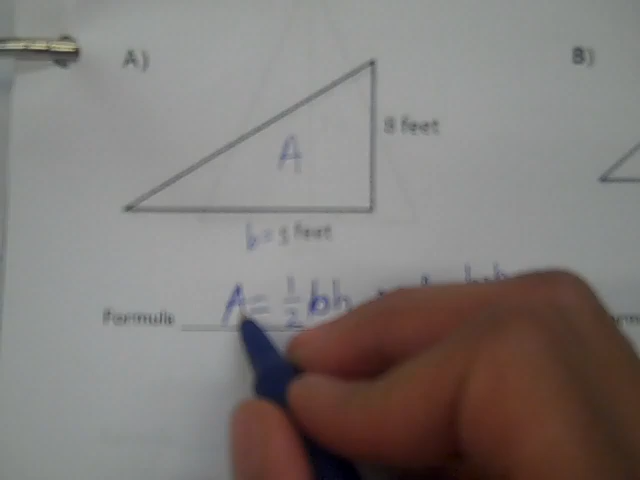 A) B)
8 feet
A
b = 5 feet
Formula A = 1/2 bh